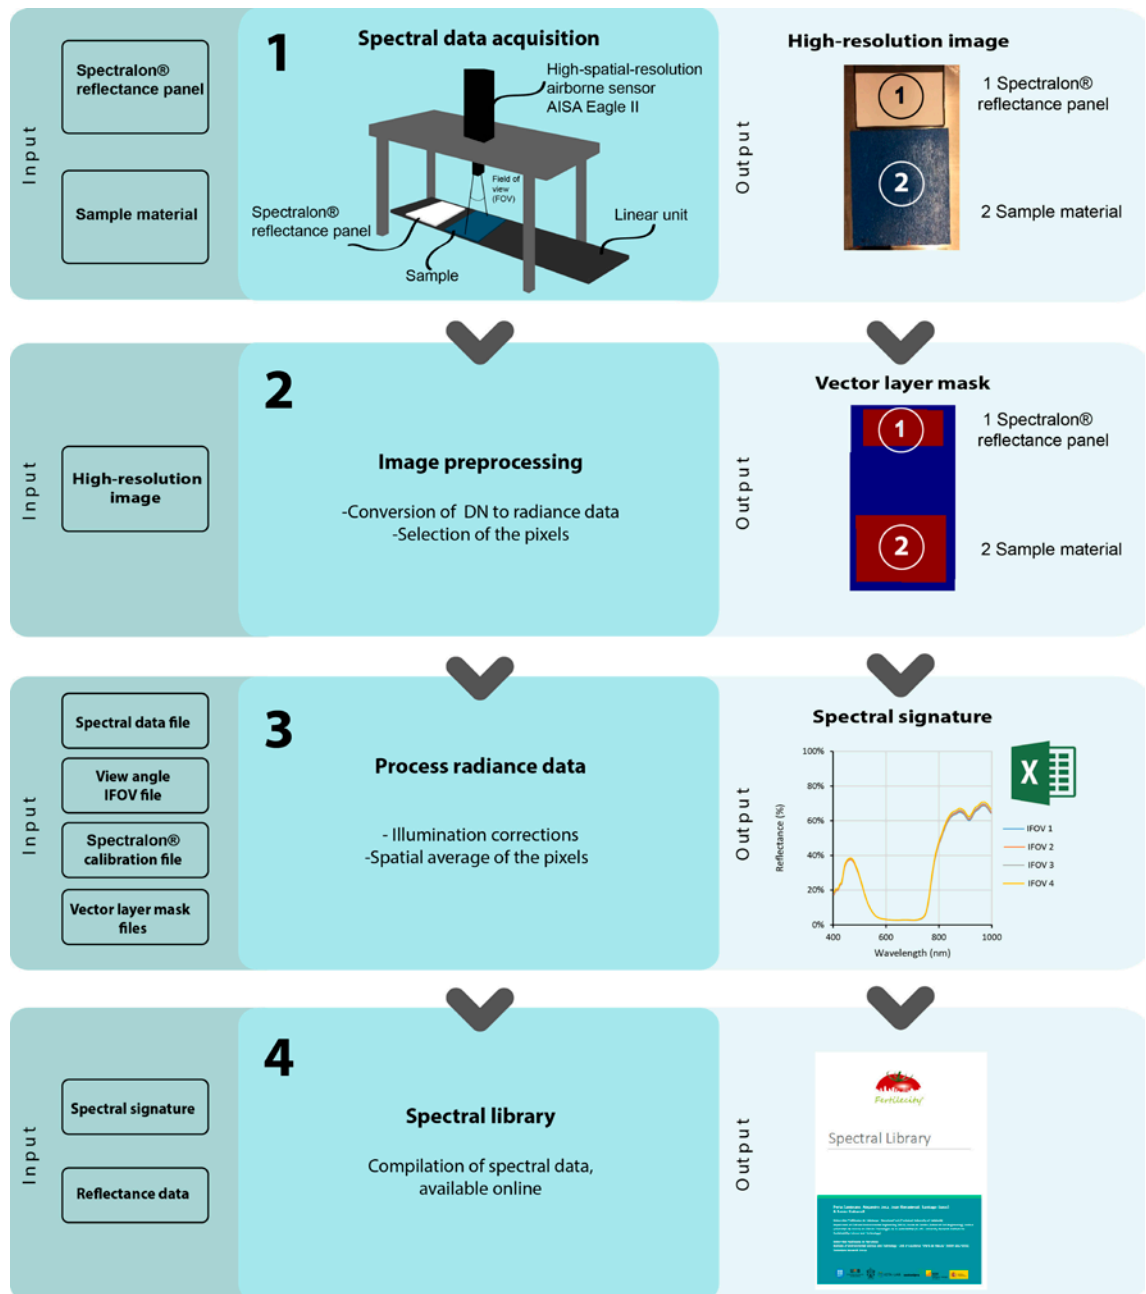 Input
Spectralon®
reflectance panel
Sample material
1
Spectral data acquisition
High-spatial-resolution
airborne sensor
AISA Eagle II
Field of
view
(FOV)
Spectralon®
reflectance panel
Linear unit
Sample
Output
High-resolution image
1
2
1 Spectralon®
reflectance panel
2 Sample material
Input
High-resolution
image
2
Image preprocessing
-Conversion of DN to radiance data
-Selection of the pixels
Output
Vector layer mask
1
2
1 Spectralon®
reflectance panel
2 Sample material
Input
Spectral data file
View angle
IFOV file
Spectralon®
calibration file
Vector layer mask
files
3
Process radiance data
- Illumination corrections
-Spatial average of the pixels
Output
Spectral signature
X
Reflectance (%)
100%
80%
60%
40%
20%
0%
400
600
800
1000
Wavelength (nm)
IFOV 1
IFOV 2
IFOV 3
IFOV 4
Input
Spectral signature
Reflectance data
4
Spectral library
Compilation of spectral data,
available online
Output
Fertilecity
Spectral Library